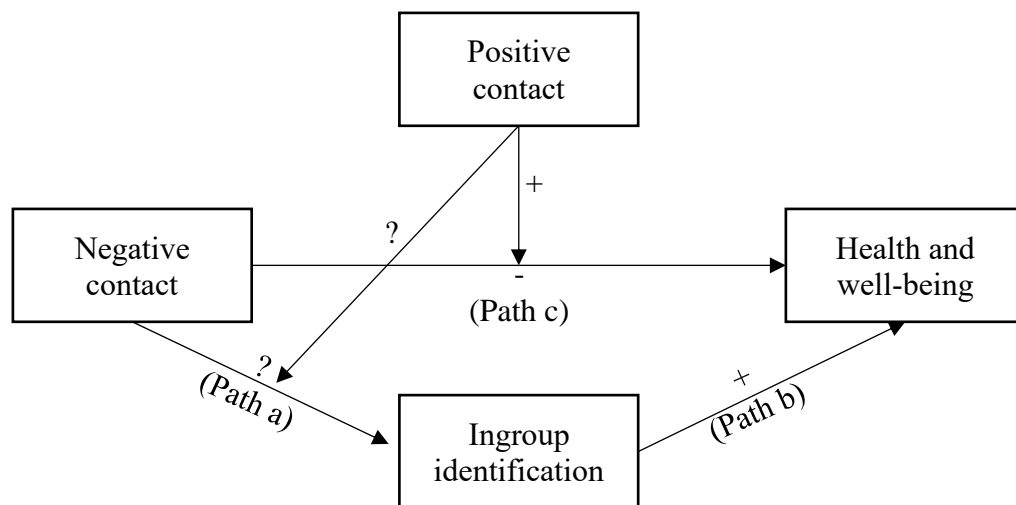 Positive
contact
+
?
Negative
contact
Health and
well-being
-
(Path c)
?
(Path a)
+
(Path b)
Ingroup
identification